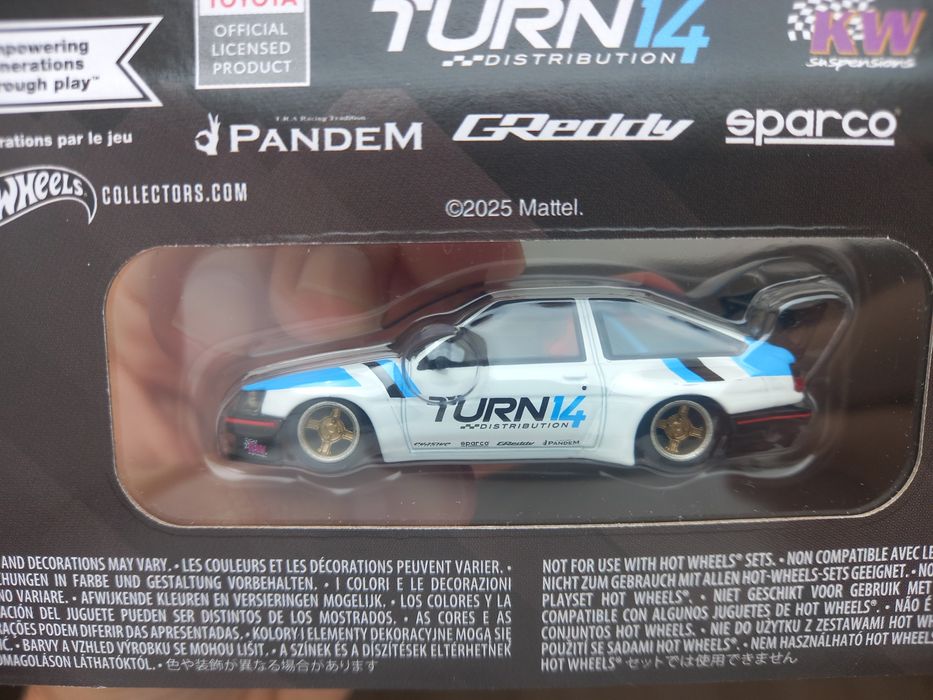 TOYOTA
OFFICIAL
LICENSED
PRODUCT
TURN14
DISTRIBUTION
KW
suspensions
play™
rations par le jeu
T.R.A Racing Tradition
PANDEM
GReddy
sparco
WHEELS
COLLECTORS.COM
©2025 Mattel.
TURN14
DISTRIBUTION
sparco GReddy PANDEM
KW
AND DECORATIONS MAY VARY. • LES COULEURS ET LES DÉCORATIONS PEUVENT VARIER. •
CHUNGEN IN FARBE UND GESTALTUNG VORBEHALTEN. • I COLORI E LE DECORAZIONI
NO VARIARE. • AFWIJKENDE KLEUREN EN VERSIERINGEN MOGELIJK. • LOS COLORES Y LA
ACIÓN DEL JUGUETE PUEDEN SER DISTINTOS DE LOS MOSTRADOS. • AS CORES E AS
RAÇÕES PODEM DIFERIR DAS APRESENTADAS. • KOLORY I ELEMENTY DEKORACYJNE MOGĄ SIĘ
BARVY A VZHLED VÝROBKU SE MOHOU LIŠIT. • A SZÍNEK ÉS A DÍSZÍTÉSEK ELTÉRHETNEK
OMAGOLÁSON LÁTHATÓKTÓL. • 色や装飾が異なる場合があります
NOT FOR USE WITH HOT WHEELS® SETS. • NON COMPATIBLE AVEC LE
NICHT ZUM GEBRAUCH MIT ALLEN HOT-WHEELS-SETS GEEIGNET. • NO
PLAYSET HOT WHEELS®. • NIET GESCHIKT VOOR GEBRUIK MET
COMPATIBLE CON ALGUNOS JUGUETES DE HOT WHEELS®. • NÃO É
CONJUNTOS HOT WHEELS®. • NIE DO UŻYTKU Z ZESTAWAMI HOT WH
POUŽITÍ SE SADAMI HOT WHEELS®. • NEM HASZNÁLHATÓ HOT WHEELS
HOT WHEELS® セットでは使用できません